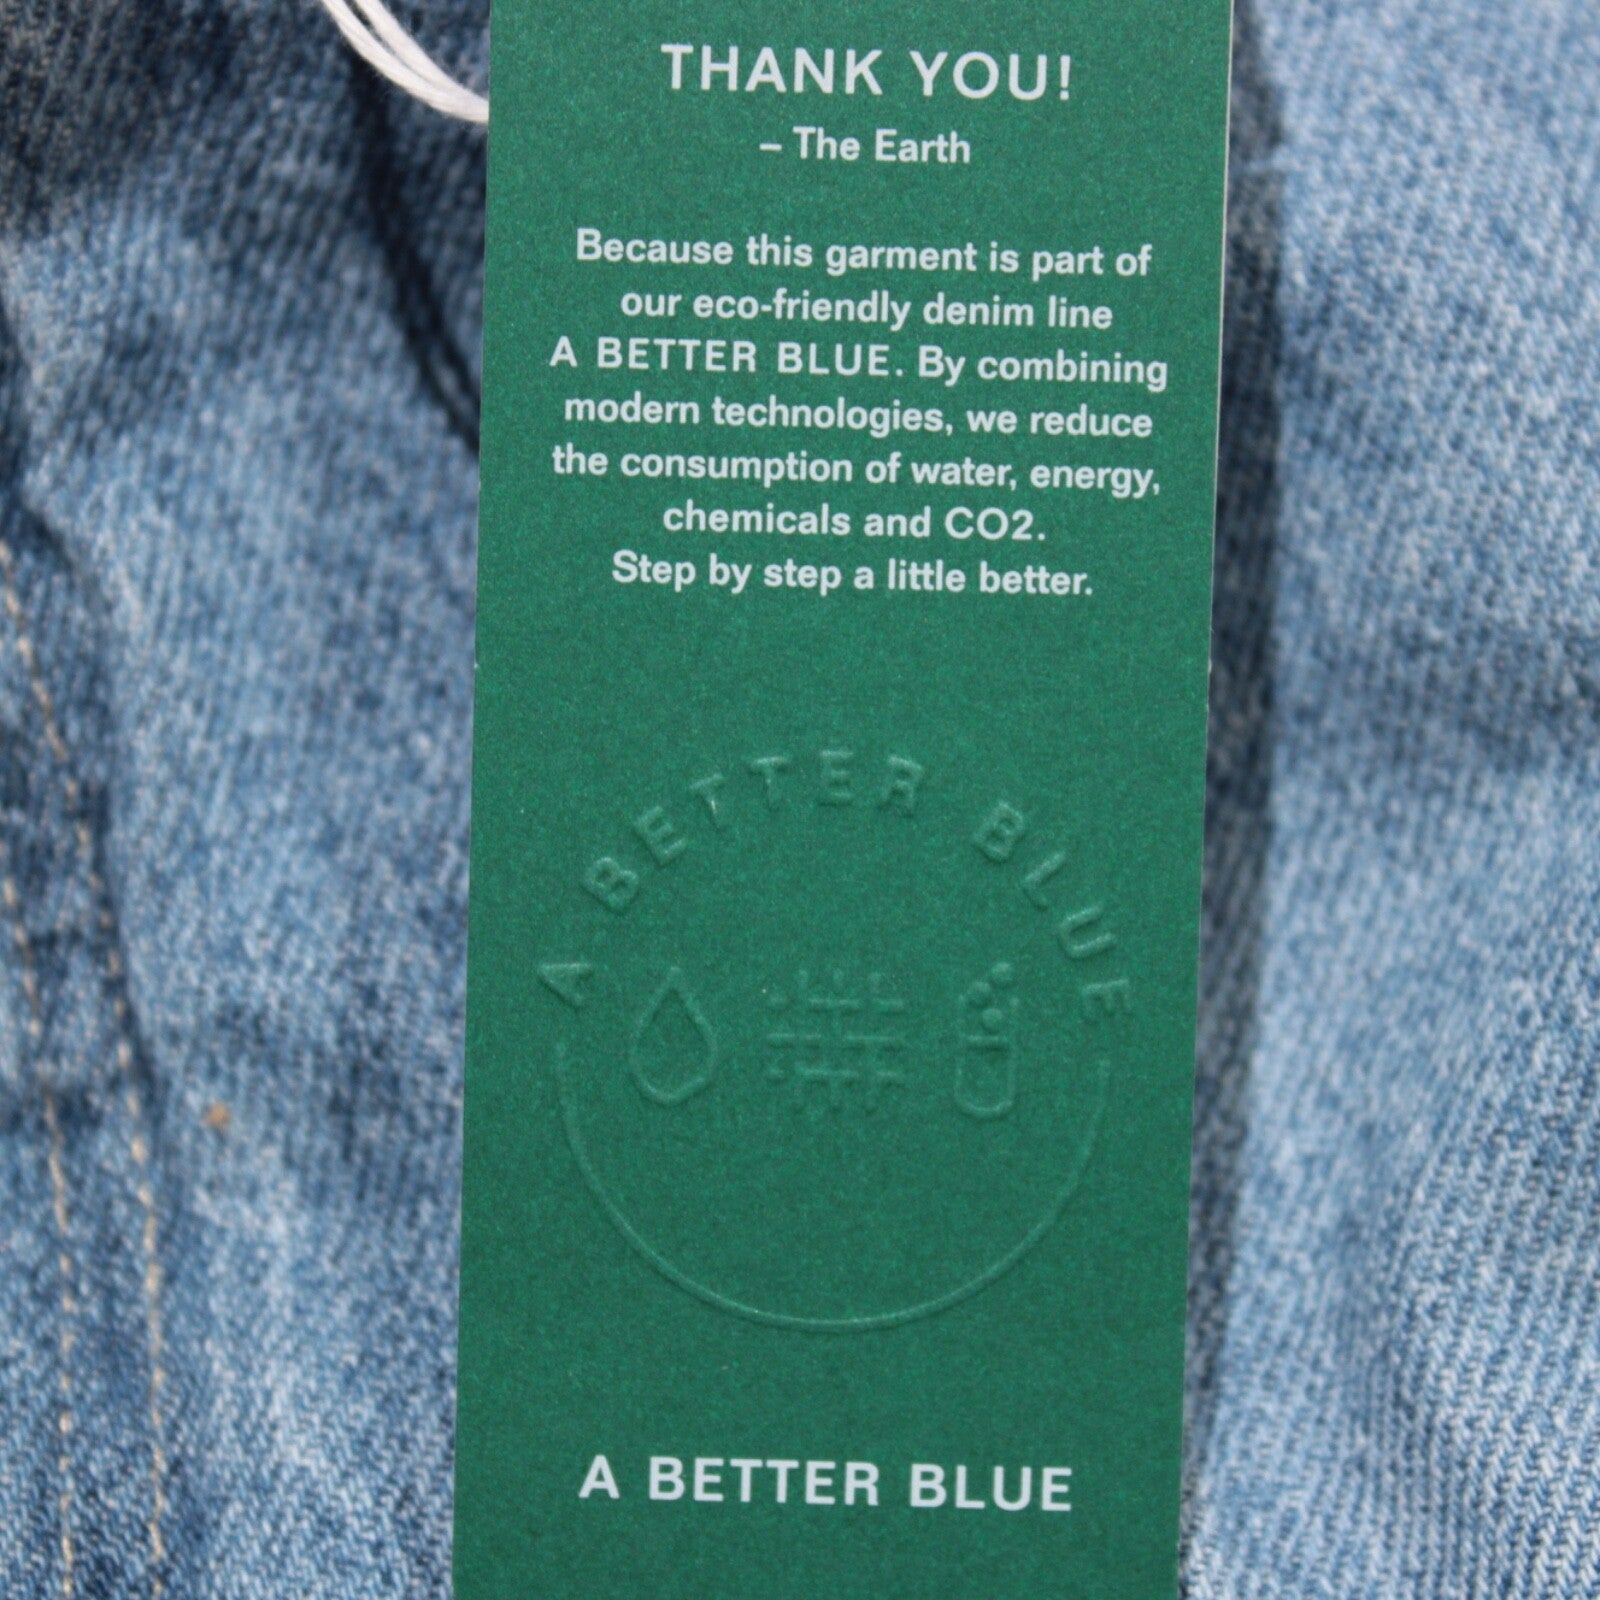 THANK YOU!
– The Earth
Because this garment is part of
our eco-friendly denim line
A BETTER BLUE. By combining
modern technologies, we reduce
the consumption of water, energy,
chemicals and CO2.
Step by step a little better.
A BETTER BLUE
A BETTER BLUE